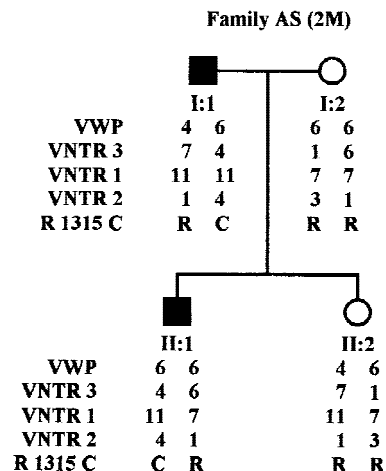 Family AS (2M)
I:1 I:2
VWP 4 6 6 6
VNTR 3 7 4 1 6
VNTR 1 11 11 7 7
VNTR 2 1 4 3 1
R 1315 C R C R R
II:1 II:2
VWP 6 6 4 6
VNTR 3 4 6 7 1
VNTR 1 11 7 11 7
VNTR 2 4 1 1 3
R 1315 C C R R R